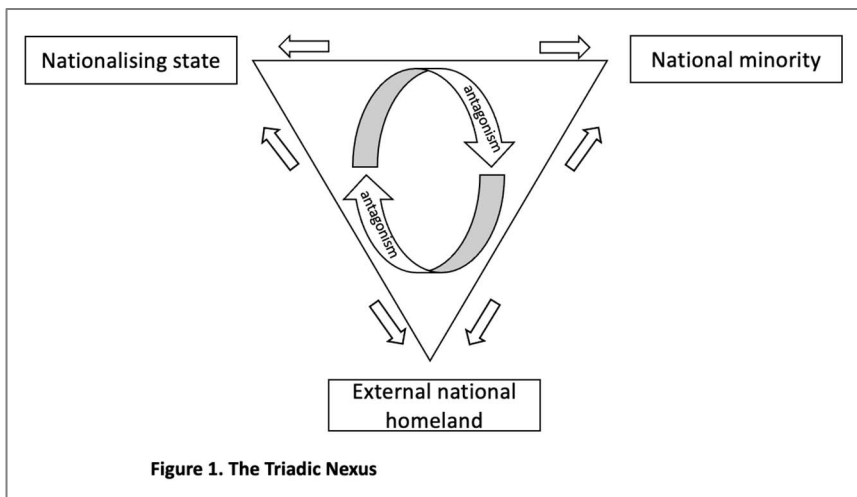 Nationalising state
National minority
antagonism
antagonism
External national
homeland
Figure 1. The Triadic Nexus